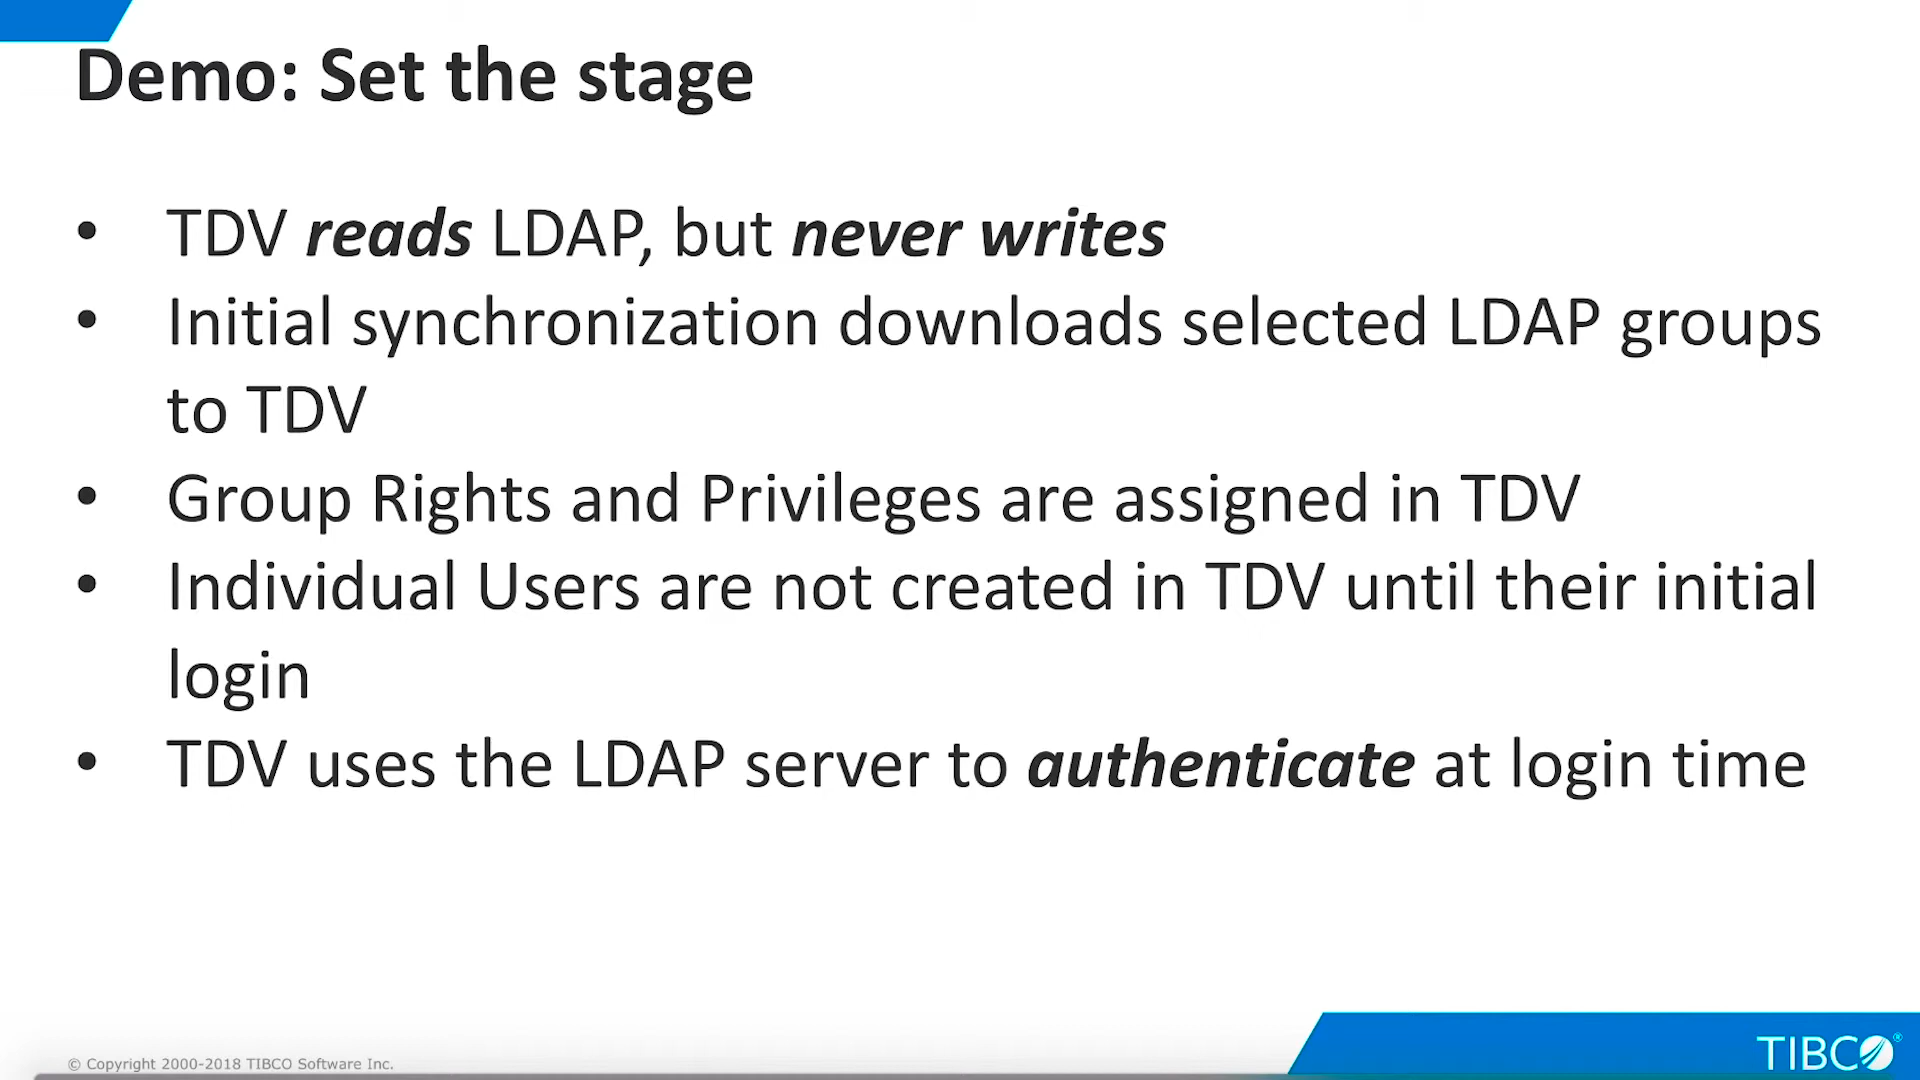 Demo: Set the stage
• TDV reads LDAP, but never writes
• Initial synchronization downloads selected LDAP groups
to TDV
• Group Rights and Privileges are assigned in TDV
• Individual Users are not created in TDV until their initial
login
• TDV uses the LDAP server to authenticate at login time
© Copyright 2000-2018 TIBCO Software Inc.
TIBCO®